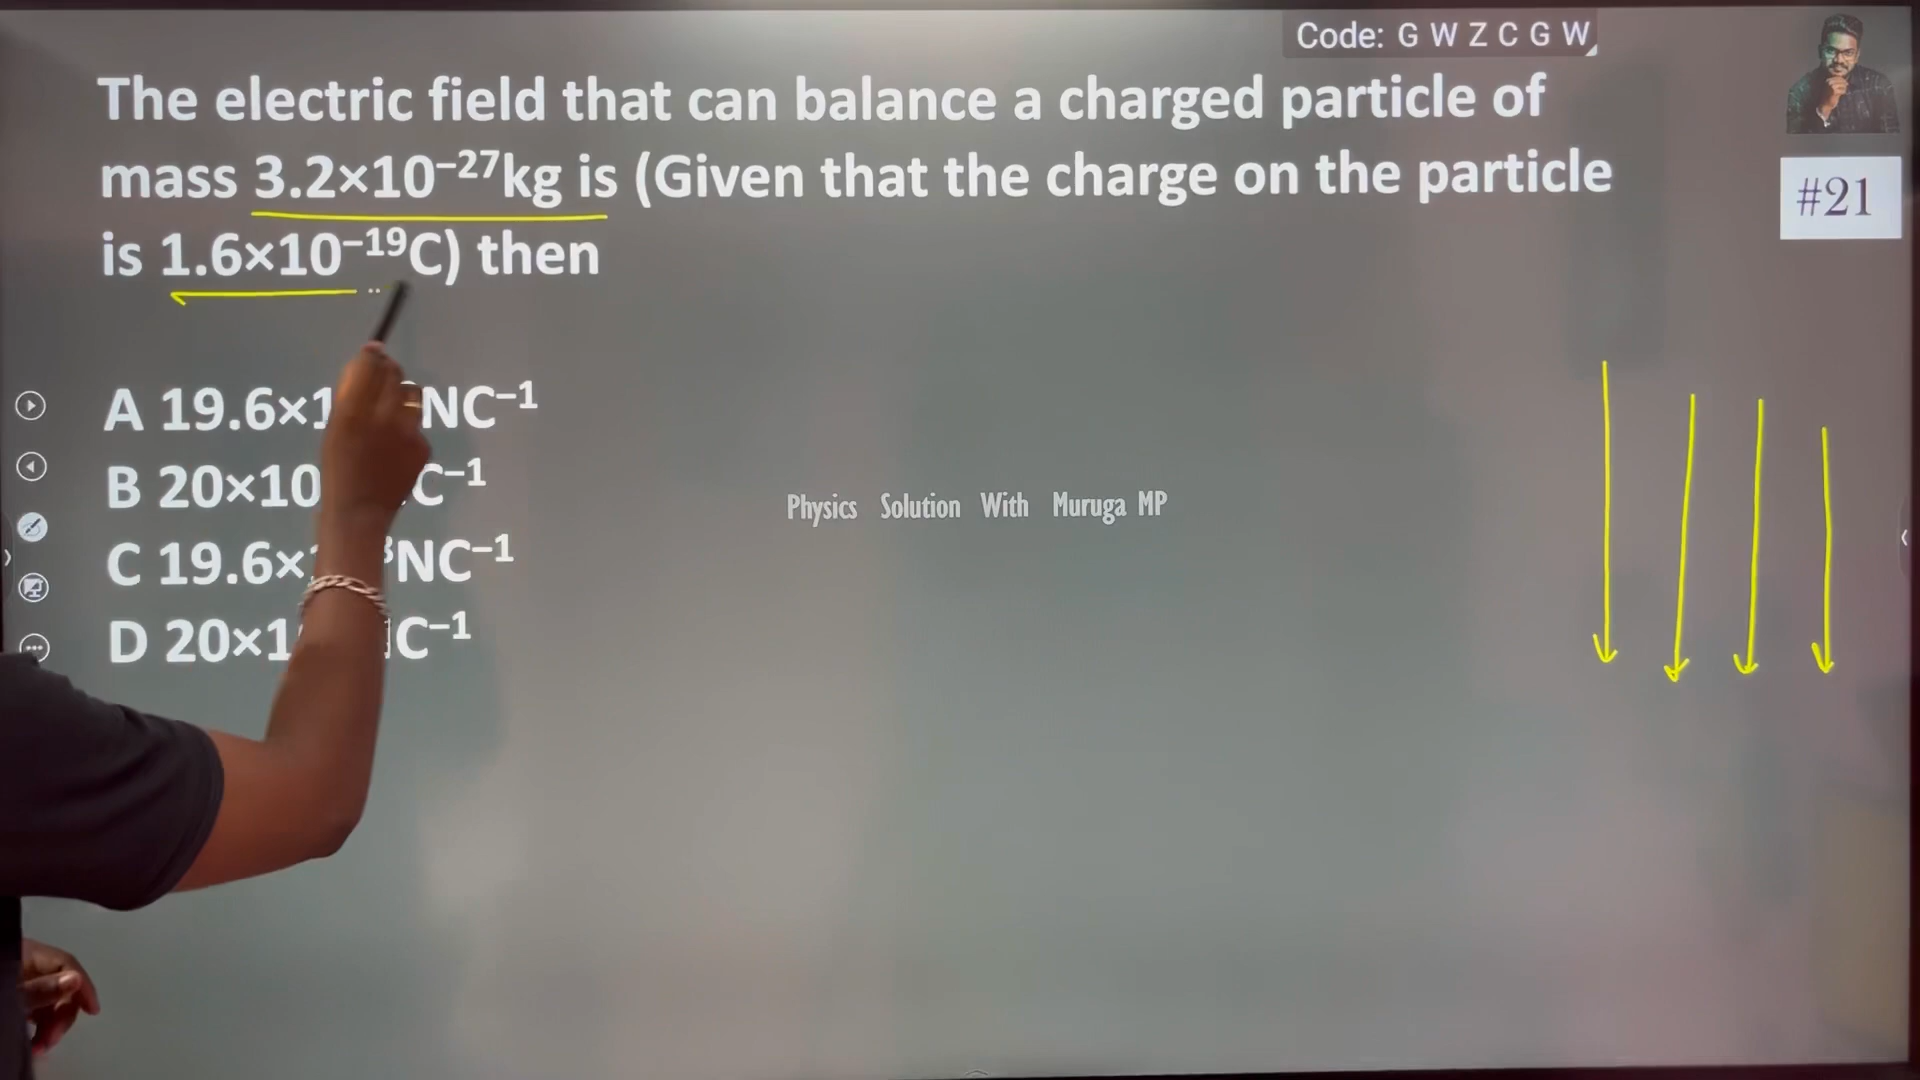 Code: G W Z C G W
The electric field that can balance a charged particle of
mass 3.2×10⁻²⁷kg is (Given that the charge on the particle
is 1.6×10⁻¹⁹C) then
#21
A 19.6×1 NC⁻¹
B 20×10 C⁻¹
Physics Solution With Muruga MP
C 19.6× ⁸NC⁻¹
D 20×1 C⁻¹